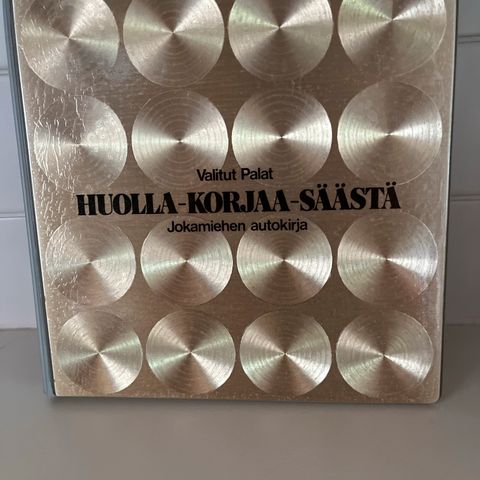 Valitut Palat
HUOLLA-KORJAA-SÄÄSTÄ
Jokamiehen autokirja